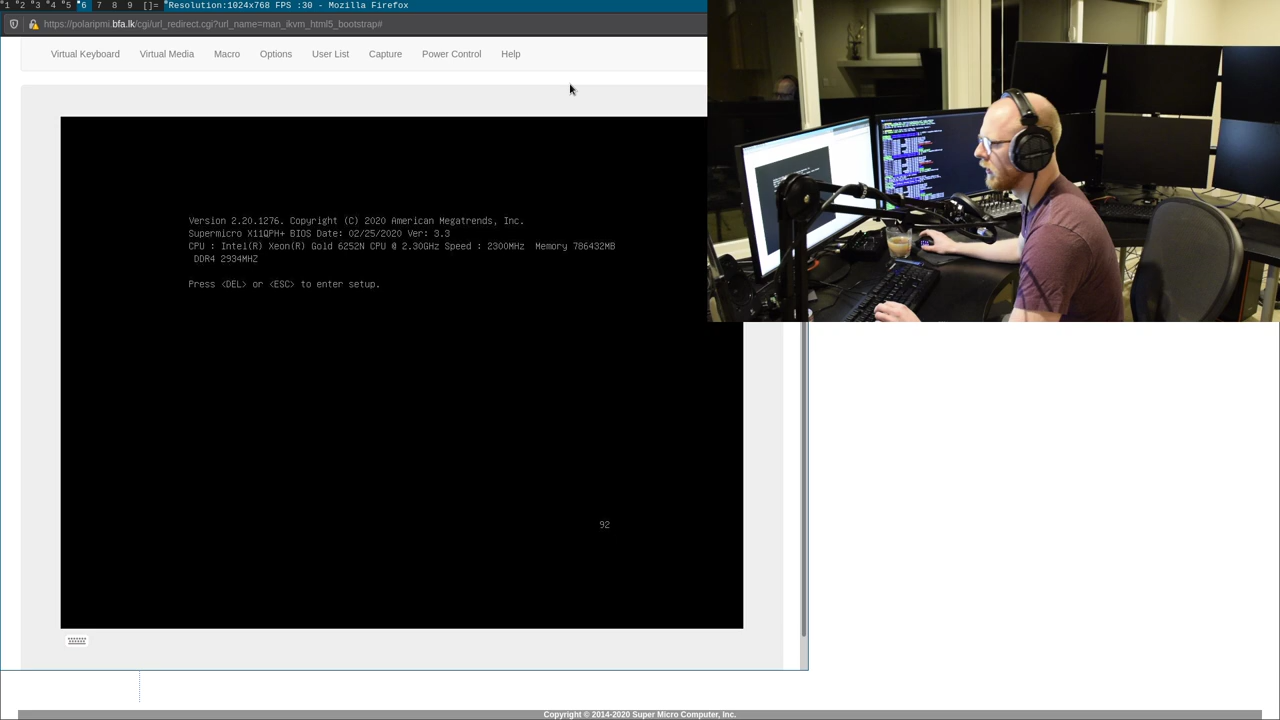 1 2 3 4 5 6 7 8 9 []= Resolution:1024x768 FPS :30 - Mozilla Firefox
https://polaripmi.bfa.lk/cgi/url_redirect.cgi?url_name=man_ikvm_html5_bootstrap#
Virtual Keyboard Virtual Media Macro Options User List Capture Power Control Help
Version 2.20.1276. Copyright (C) 2020 American Megatrends, Inc.
Supermicro X11QPH+ BIOS Date: 02/25/2020 Ver: 3.3
CPU : Intel(R) Xeon(R) Gold 6252N CPU @ 2.30GHz Speed : 2300MHz Memory 786432MB
DDR4 2934MHZ
Press <DEL> or <ESC> to enter setup.
92
Copyright © 2014-2020 Super Micro Computer, Inc.